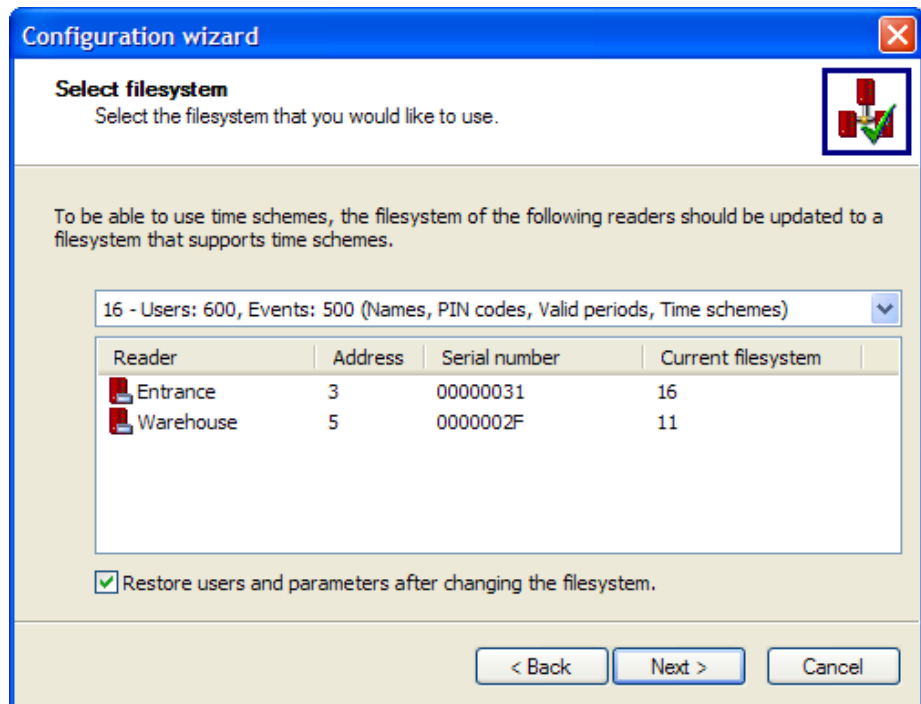 Configuration wizard
Select filesystem
Select the filesystem that you would like to use.
To be able to use time schemes, the filesystem of the following readers should be updated to a
filesystem that supports time schemes.
16 - Users: 600, Events: 500 (Names, PIN codes, Valid periods, Time schemes)
Reader Address Serial number Current filesystem
Entrance 3 00000031 16
Warehouse 5 0000002F 11
Restore users and parameters after changing the filesystem.
< Back Next > Cancel